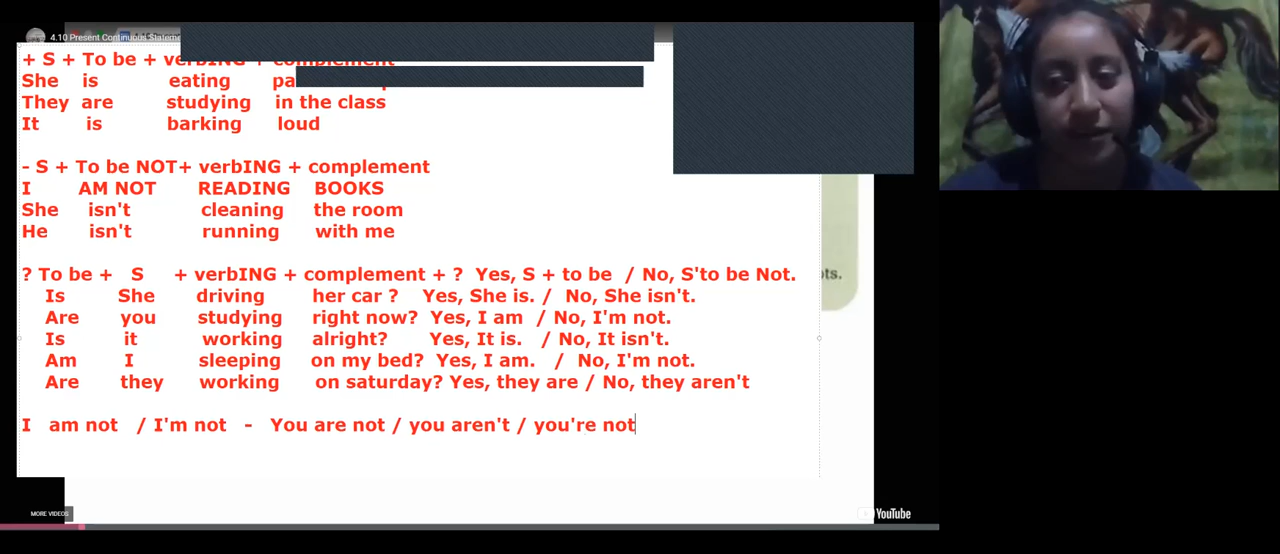 4.10 Present Continuous Stateme
+ S + To be + verbING + complement
She is eating pa
They are studying in the class
It is barking loud
- S + To be NOT+ verbING + complement
I AM NOT READING BOOKS
She isn't cleaning the room
He isn't running with me
? To be + S + verbING + complement + ? Yes, S + to be / No, S'to be Not.
ots.
Is She driving her car ? Yes, She is. / No, She isn't.
Are you studying right now? Yes, I am / No, I'm not.
Is it working alright? Yes, It is. / No, It isn't.
Am I sleeping on my bed? Yes, I am. / No, I'm not.
Are they working on saturday? Yes, they are / No, they aren't
I am not / I'm not - You are not / you aren't / you're not
MORE VIDEOS
YouTube